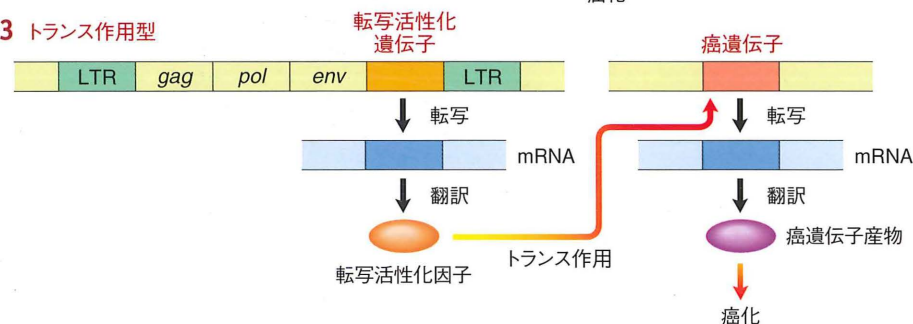 癌化
3 トランス作用型
転写活性化
遺伝子
癌遺伝子
LTR gag pol env LTR
転写 転写
mRNA mRNA
翻訳 翻訳
癌遺伝子産物
トランス作用
転写活性化因子
癌化